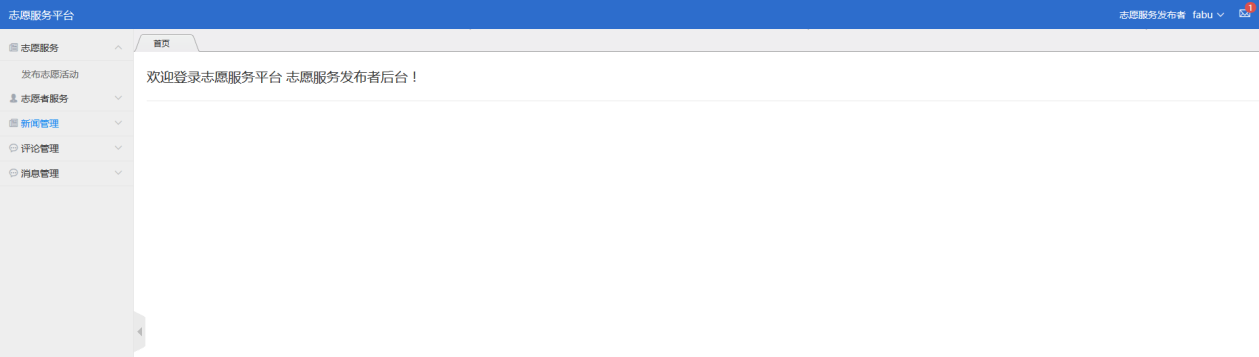 志愿服务平台
志愿服务发布者 fabu 1
志愿服务
首页
发布志愿活动
欢迎登录志愿服务平台 志愿服务发布者后台！
志愿者服务
新闻管理
评论管理
消息管理